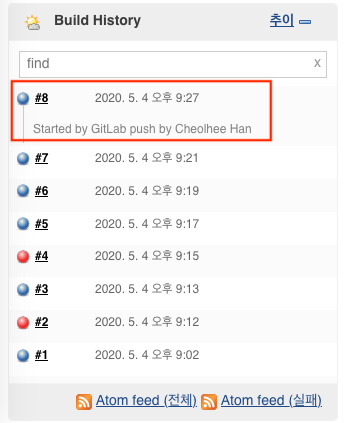 Build History 추이
find x
#8 2020. 5. 4 오후 9:27
Started by GitLab push by Cheolhee Han
#7 2020. 5. 4 오후 9:21
#6 2020. 5. 4 오후 9:19
#5 2020. 5. 4 오후 9:17
#4 2020. 5. 4 오후 9:15
#3 2020. 5. 4 오후 9:13
#2 2020. 5. 4 오후 9:12
#1 2020. 5. 4 오후 9:02
Atom feed (전체) Atom feed (실패)